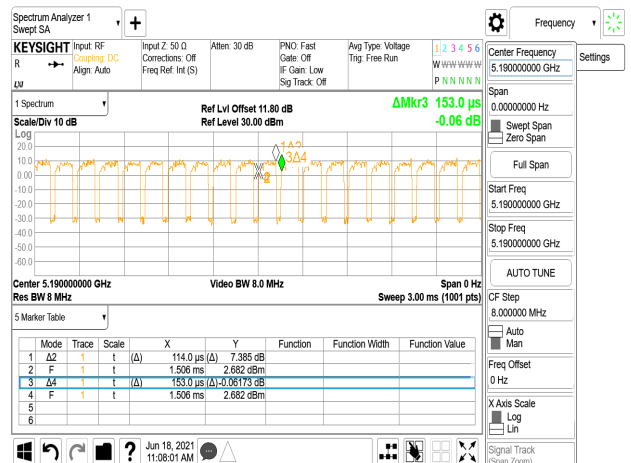 Spectrum Analyzer 1
Swept SA
Frequency
KEYSIGHT
R
Input: RF
Coupling: DC
Align: Auto
Input Z: 50 Ω
Corrections: Off
Freq Ref: Int (S)
Atten: 30 dB
PNO: Fast
Gate: Off
IF Gain: Low
Sig Track: Off
Avg Type: Voltage
Trig: Free Run
1 2 3 4 5 6
W W W W W W
P N N N N N
LXI
Center Frequency
5.190000000 GHz
Settings
Span
0.00000000 Hz
Swept Span
Zero Span
Full Span
Start Freq
5.190000000 GHz
Stop Freq
5.190000000 GHz
AUTO TUNE
CF Step
8.000000 MHz
Auto
Man
Freq Offset
0 Hz
X Axis Scale
Log
Lin
Signal Track
(Span Zoom)
1 Spectrum
Scale/Div 10 dB
Ref Lvl Offset 11.80 dB
Ref Level 30.00 dBm
ΔMkr3 153.0 µs
-0.06 dB
Log
20.0
10.0
0.00
-10.0
-20.0
-30.0
-40.0
-50.0
-60.0
1Δ2
3Δ4
Center 5.190000000 GHz
Res BW 8 MHz
Video BW 8.0 MHz
Span 0 Hz
Sweep 3.00 ms (1001 pts)
5 Marker Table
Mode Trace Scale X Y Function Function Width Function Value
1 Δ2 1 t (Δ) 114.0 µs (Δ) 7.385 dB
2 F 1 t 1.506 ms 2.682 dBm
3 Δ4 1 t (Δ) 153.0 µs (Δ) -0.06173 dB
4 F 1 t 1.506 ms 2.682 dBm
5
6
?
Jun 18, 2021
11:08:01 AM